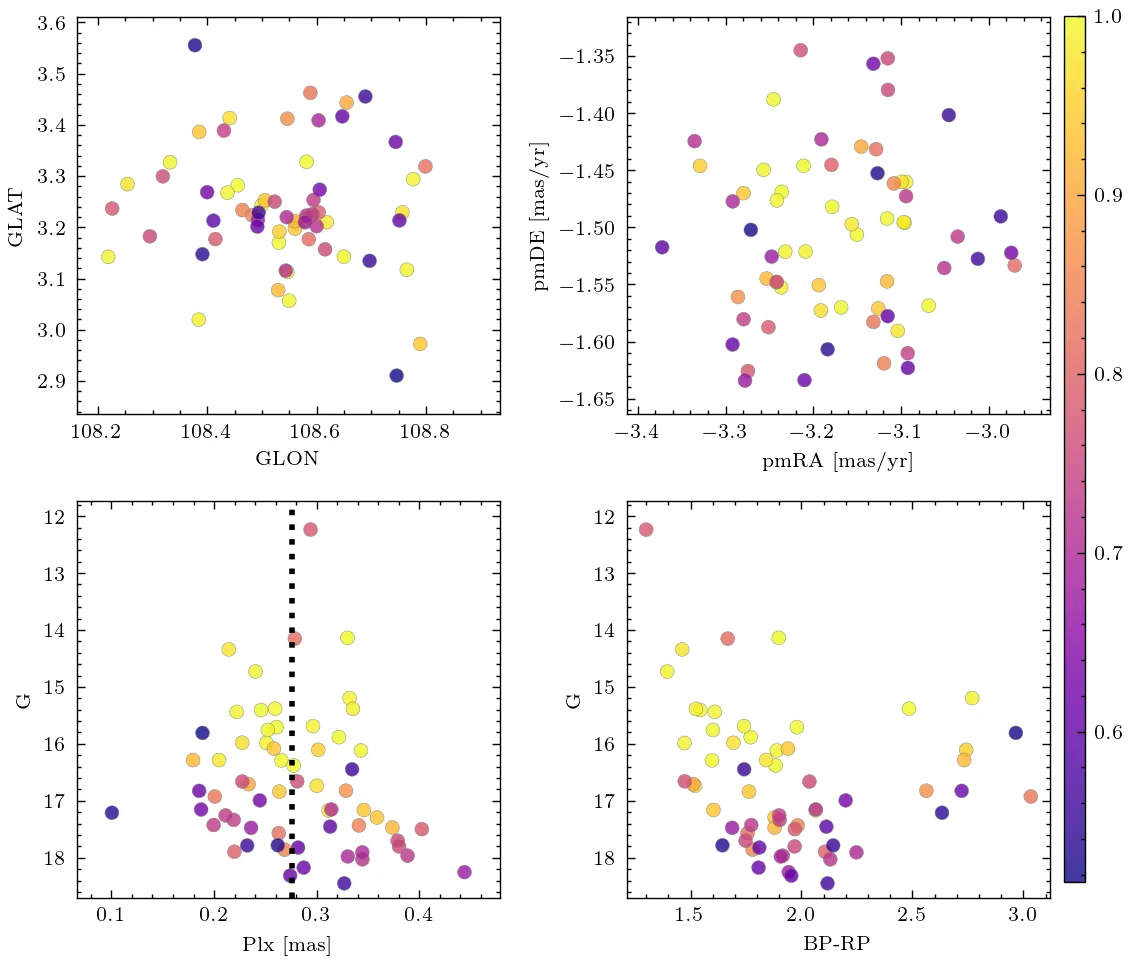 3.6
3.5
3.4
3.3
3.2
3.1
3.0
2.9
GLAT
108.2 108.4 108.6 108.8
GLON
−1.35
−1.40
−1.45
−1.50
−1.55
−1.60
−1.65
pmDE [mas/yr]
−3.4 −3.3 −3.2 −3.1 −3.0
pmRA [mas/yr]
12
13
14
15
16
17
18
G
0.1 0.2 0.3 0.4
Plx [mas]
12
13
14
15
16
17
18
G
1.5 2.0 2.5 3.0
BP-RP
1.0
0.9
0.8
0.7
0.6